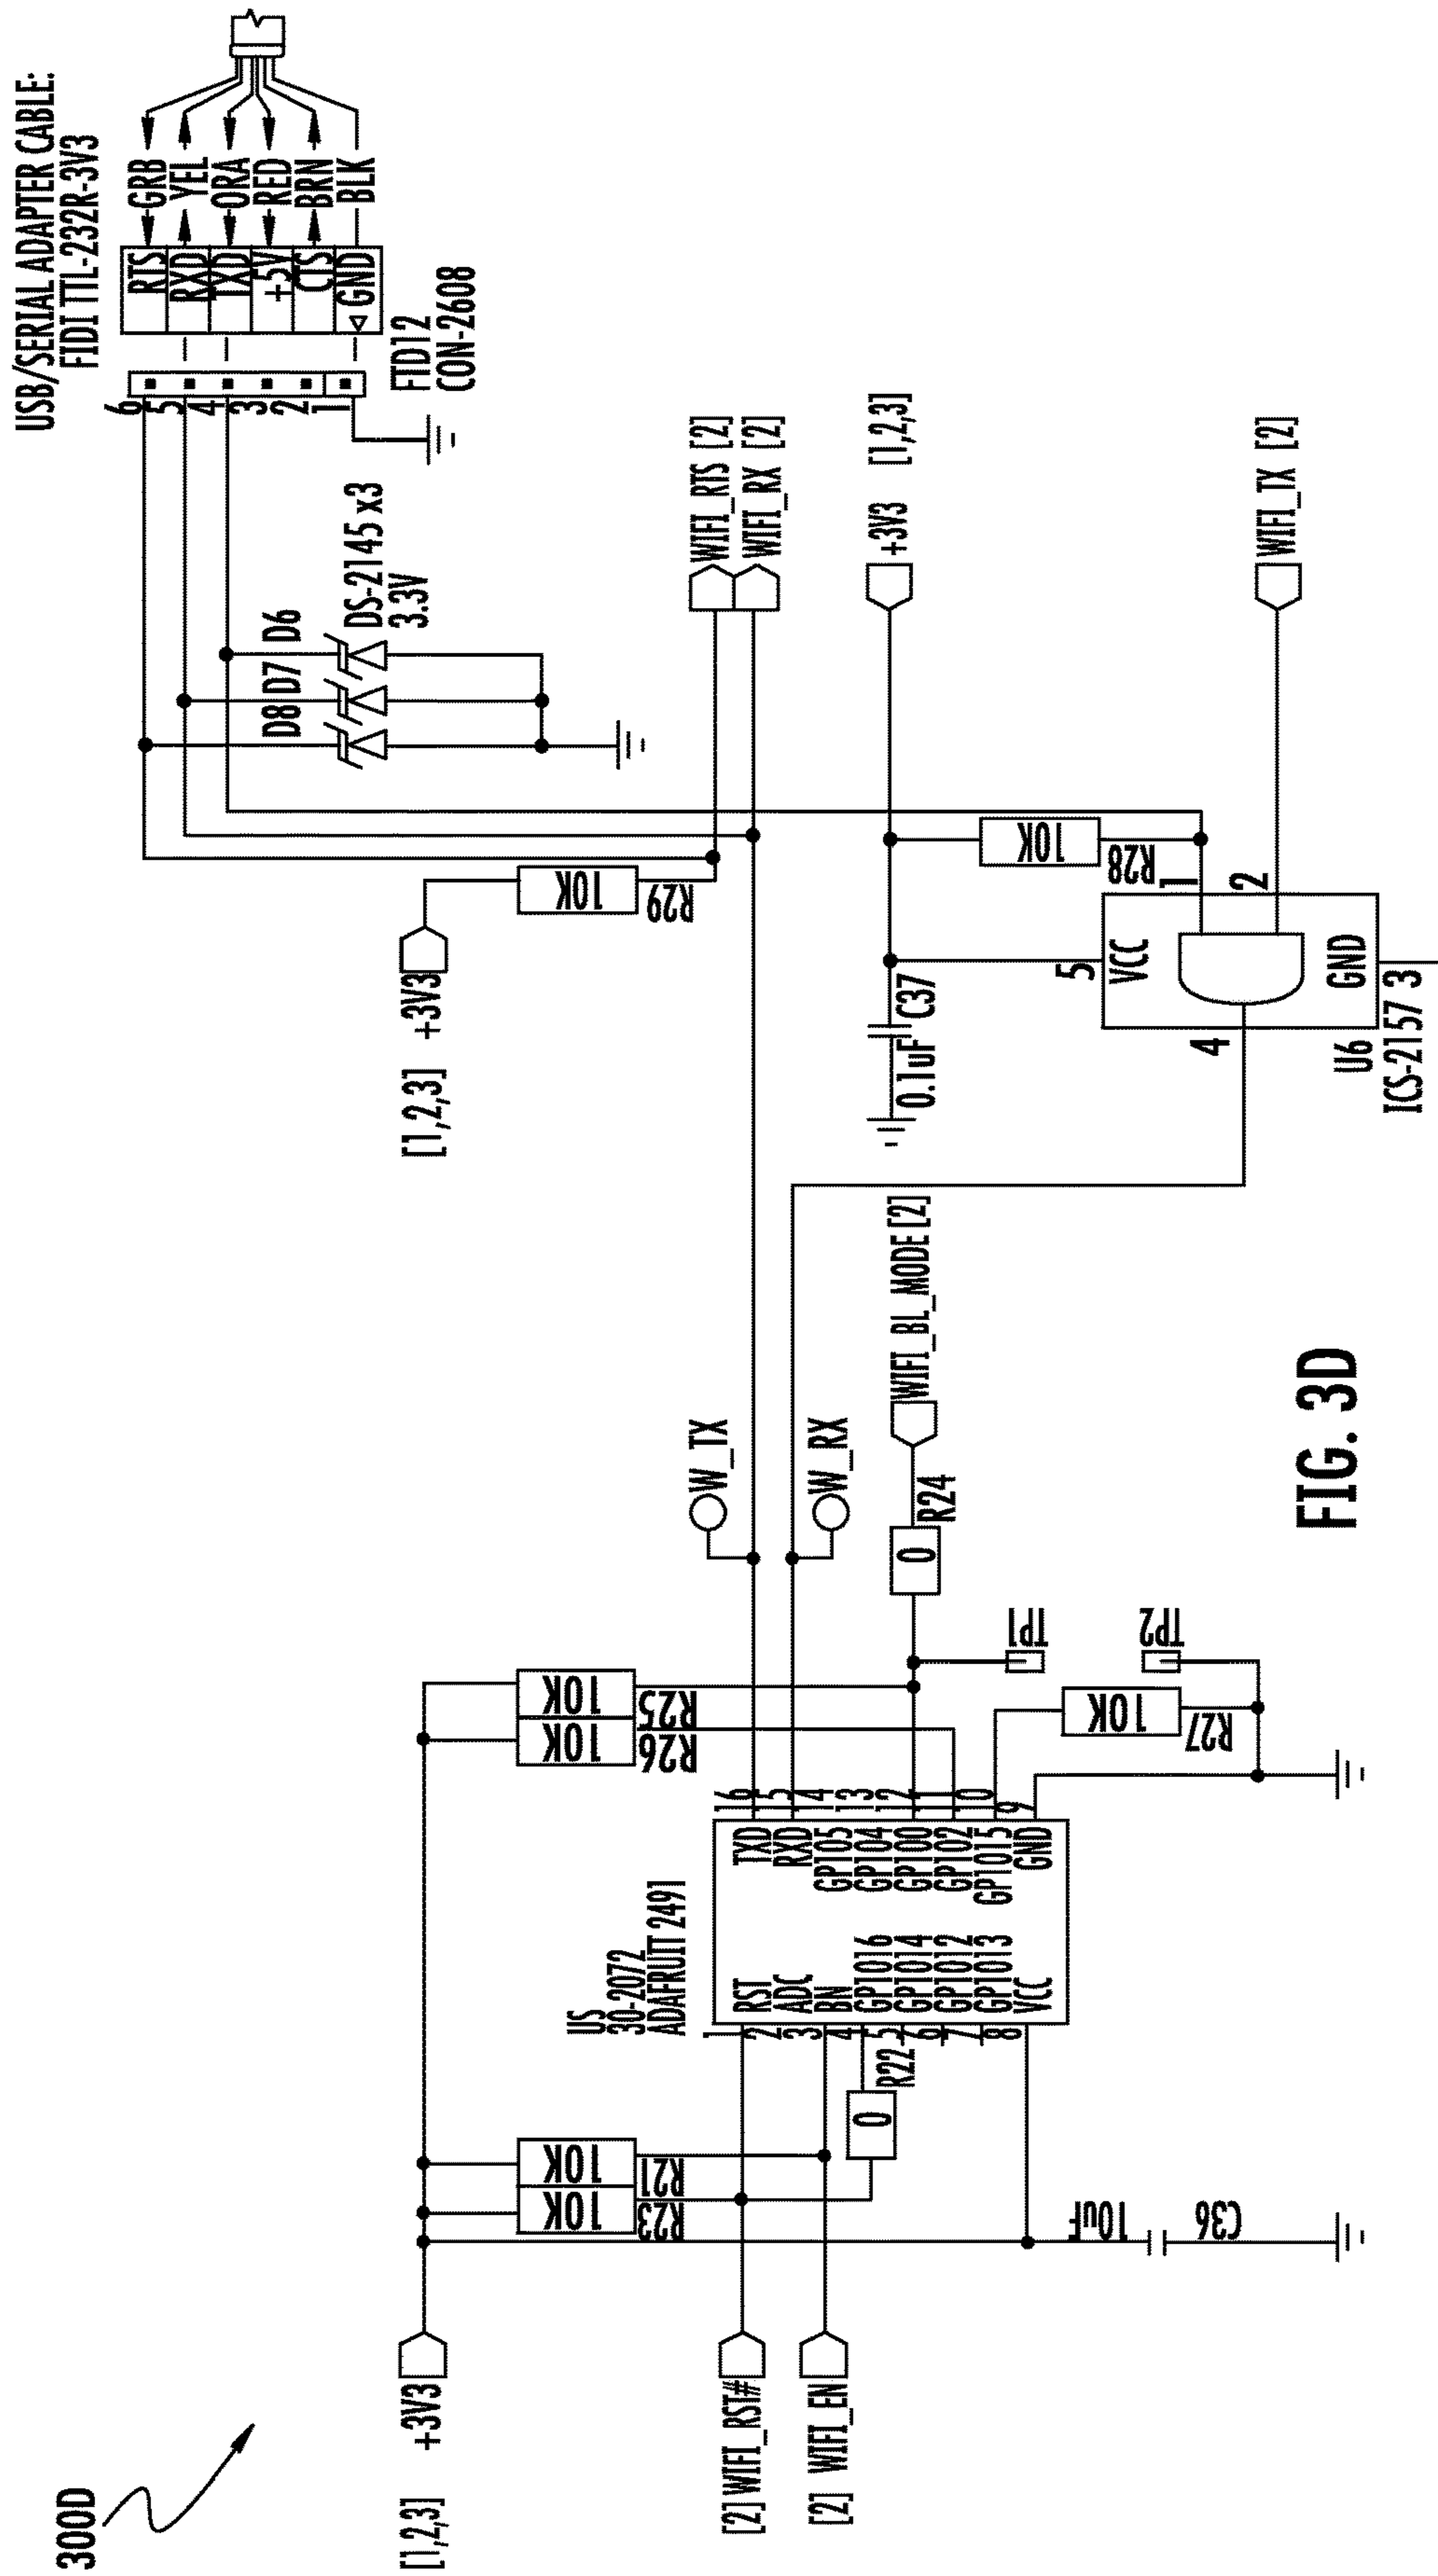 300D
USB/SERIAL ADAPTER CABLE:
FIDI TTL-232R-3V3
GRB
YEL
ORA
RED
BRN
BLK
RTS
RXD
TXD
+5V
CTS
GND
6
5
4
3
2
1
FTD12
CON-2608
D8
D7
D6
DS-2145 x3
3.3V
[1,2,3] +3V3
10K
R29
WIFI_RTS [2]
WIFI_RX [2]
+3V3 [1,2,3]
10K
R28
WIFI_TX [2]
1
2
5
VCC
GND
3
4
U6
ICS-2157
C37
0.1uF
[1,2,3] +3V3
10K
R25
10K
R26
10K
R21
10K
R23
W_TX
W_RX
WIFI_BL_MODE [2]
R24
0
TP1
TP2
10K
R27
US
30-2072
ADAFRUTT 2491
1
2
3
4
5
6
7
8
RST
ADC
BN
GPIO16
GPIO14
GPIO12
GPIO13
VCC
TXD
RXD
GPIO5
GPIO4
GPIO0
GPIO2
GPIO15
GND
16
15
14
13
12
11
10
9
R22
0
[2] WIFI_RST#
[2] WIFI_EN
10uF
C36
FIG. 3D